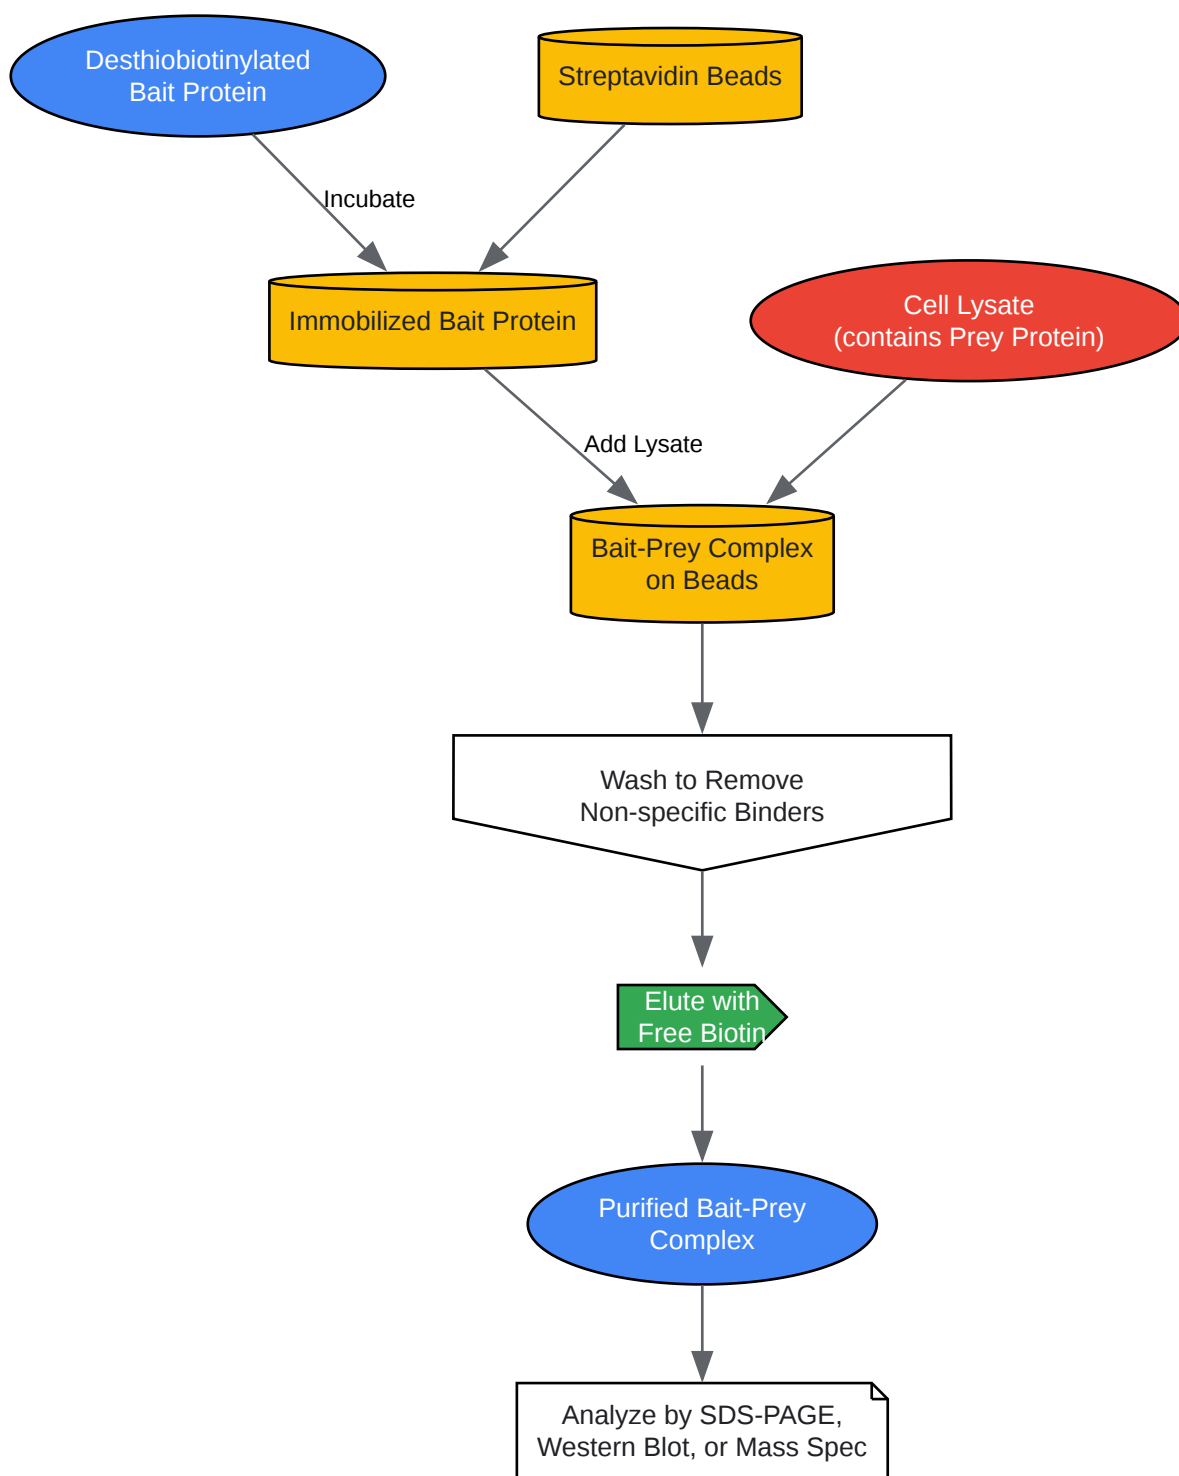 Desthiobiotinylated
Bait Protein
Streptavidin Beads
Incubate
Immobilized Bait Protein
Cell Lysate
(contains Prey Protein)
Add Lysate
Bait-Prey Complex
on Beads
Wash to Remove
Non-specific Binders
Elute with
Free Biotin
Purified Bait-Prey
Complex
Analyze by SDS-PAGE,
Western Blot, or Mass Spec